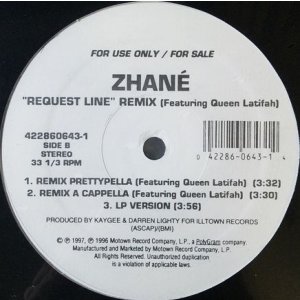 FOR USE ONLY / FOR SALE
ZHANÉ
"REQUEST LINE" REMIX (Featuring Queen Latifah)
422860643-1
SIDE B
STEREO
33 1/3 RPM
0 42286-0643-1 4
1. REMIX PRETTYPELLA (Featuring Queen Latifah) (3:32)
2. REMIX A CAPPELLA (Featuring Queen Latifah) (3:30)
3. LP VERSION (3:56)
PRODUCED BY KAYGEE & DARREN LIGHTY FOR ILLTOWN RECORDS
(ASCAP)/(BMI)
© ℗ 1997, ℗ 1996 Motown Record Company, L.P., a PolyGram company.
Manufactured and Marketed by Motown Record Company, L.P.
All Rights Reserved. Unauthorized duplication
is a violation of applicable laws.